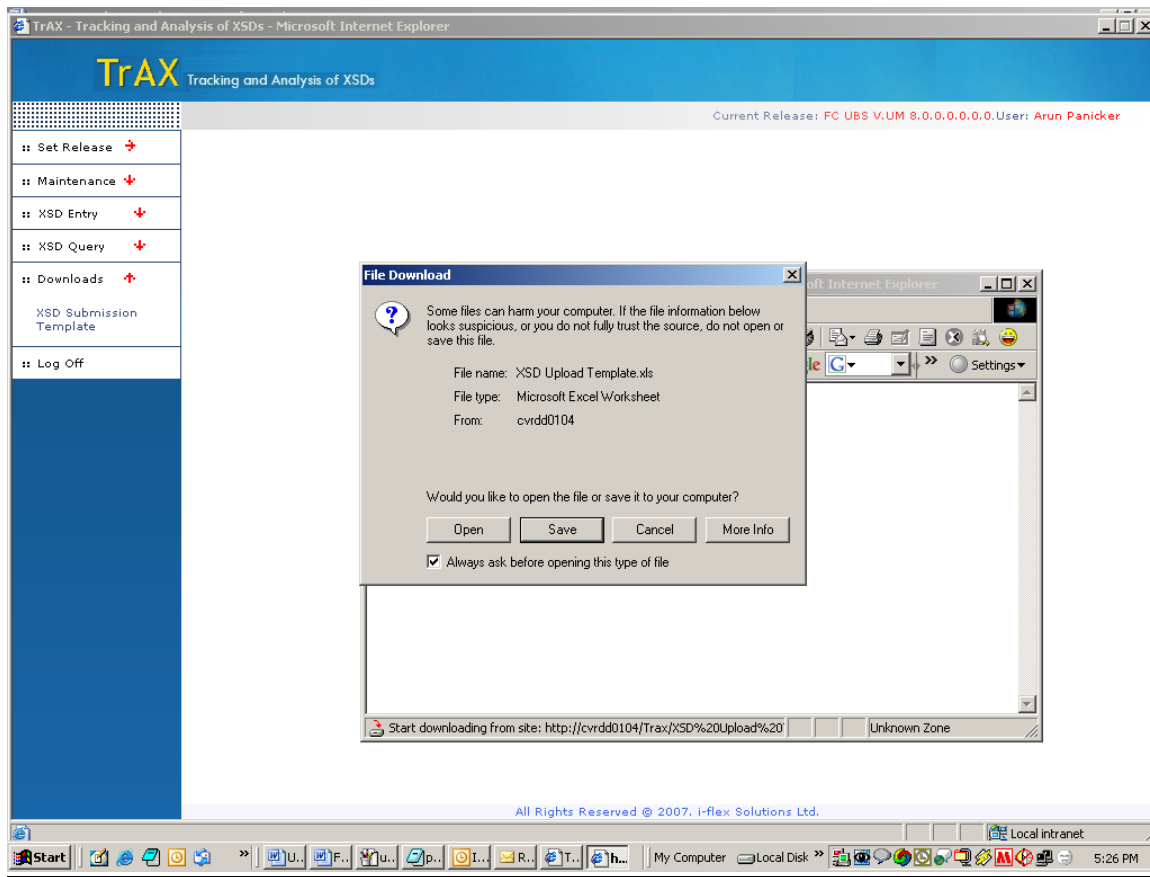 TrAX - Tracking and Analysis of XSDs - Microsoft Internet Explorer
TrAX Tracking and Analysis of XSDs
Current Release: FC UBS V.UM 8.0.0.0.0.0.0.User: Arun Panicker
:: Set Release
:: Maintenance
:: XSD Entry
:: XSD Query
:: Downloads
XSD Submission
Template
:: Log Off
File Download
oft Internet Explorer
Some files can harm your computer. If the file information below
looks suspicious, or you do not fully trust the source, do not open or
save this file.
File name: XSD Upload Template.xls
File type: Microsoft Excel Worksheet
From: cvrdd0104
Would you like to open the file or save it to your computer?
Open Save Cancel More Info
Always ask before opening this type of file
le G Settings
Start downloading from site: http://cvrdd0104/Trax/XSD%20Upload%20 Unknown Zone
All Rights Reserved @ 2007. i-flex Solutions Ltd.
Local intranet
Start » U.. F.. u.. p.. I... R.. T.. h... My Computer Local Disk » 5:26 PM